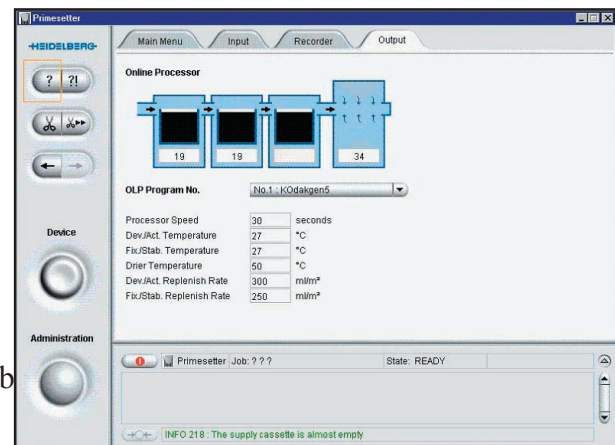 Primesetter
-HEIDELBERG-
Main Menu Input Recorder Output
? ?!
Online Processor
19 19 34
OLP Program No. No.1 : KOdakgen5
Processor Speed 30 seconds
Dev./Act. Temperature 27 °C
Fix/Stab. Temperature 27 °C
Drier Temperature 50 °C
Dev./Act. Replenish Rate 300 ml/m²
Fix/Stab. Replenish Rate 250 ml/m²
Device
Administration
b
Primesetter Job: ? ? ? State: READY
INFO 218 : The supply cassette is almost empty